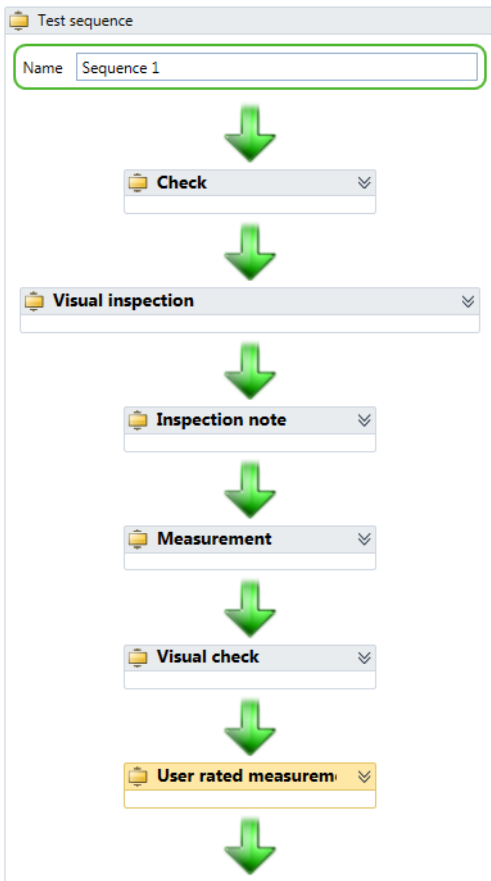 Test sequence
Name Sequence 1
Check
Visual inspection
Inspection note
Measurement
Visual check
User rated measurem